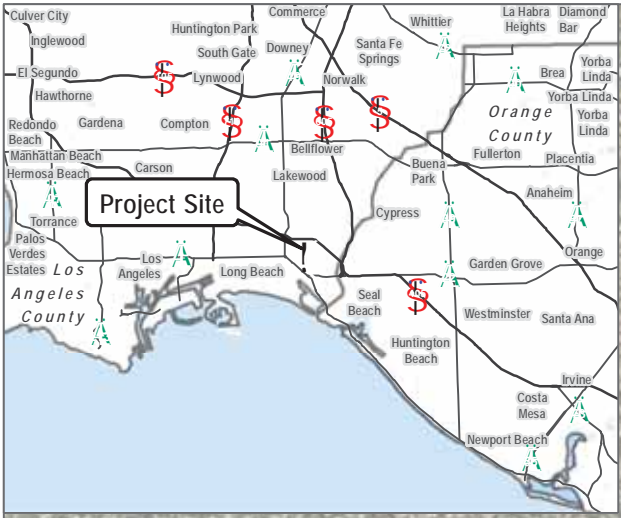 Culver City
Commerce
Whittier
La Habra
Heights
Diamond
Bar
Inglewood
Huntington Park
South Gate
Downey
Santa Fe
Springs
El Segundo
Lynwood
Norwalk
Brea
Yorba
Linda
Hawthorne
Yorba Linda
Redondo
Beach
Gardena
Compton
Orange
County
Yorba
Linda
Manhattan Beach
Bellflower
Fullerton
Placentia
Hermosa Beach
Carson
Lakewood
Buena
Park
Anaheim
Project Site
Torrance
Cypress
Palos
Verdes
Estates
Los
Angeles
County
Los
Angeles
Long Beach
Garden Grove
Orange
Seal
Beach
Westminster
Santa Ana
Huntington
Beach
Irvine
Costa
Mesa
Newport Beach